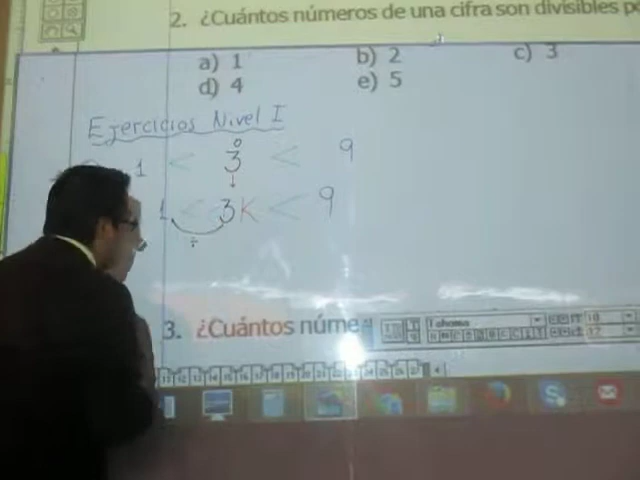 2. ¿Cuántos números de una cifra son divisibles
a) 1 b) 2 c) 3
d) 4 e) 5
Ejercicios Nivel I
1 < 3° < 9
1 < 3K < 9
÷
3. ¿Cuántos núme